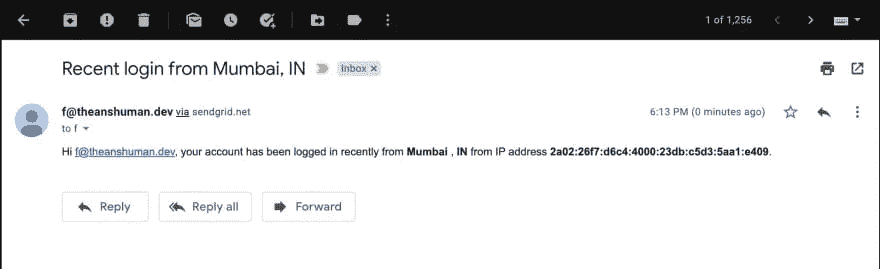 1 of 1,256
Recent login from Mumbai, IN Inbox ×
f@theanshuman.dev via sendgrid.net 6:13 PM (0 minutes ago)
to f
Hi f@theanshuman.dev, your account has been logged in recently from Mumbai , IN from IP address 2a02:26f7:d6c4:4000:23db:c5d3:5aa1:e409.
Reply Reply all Forward